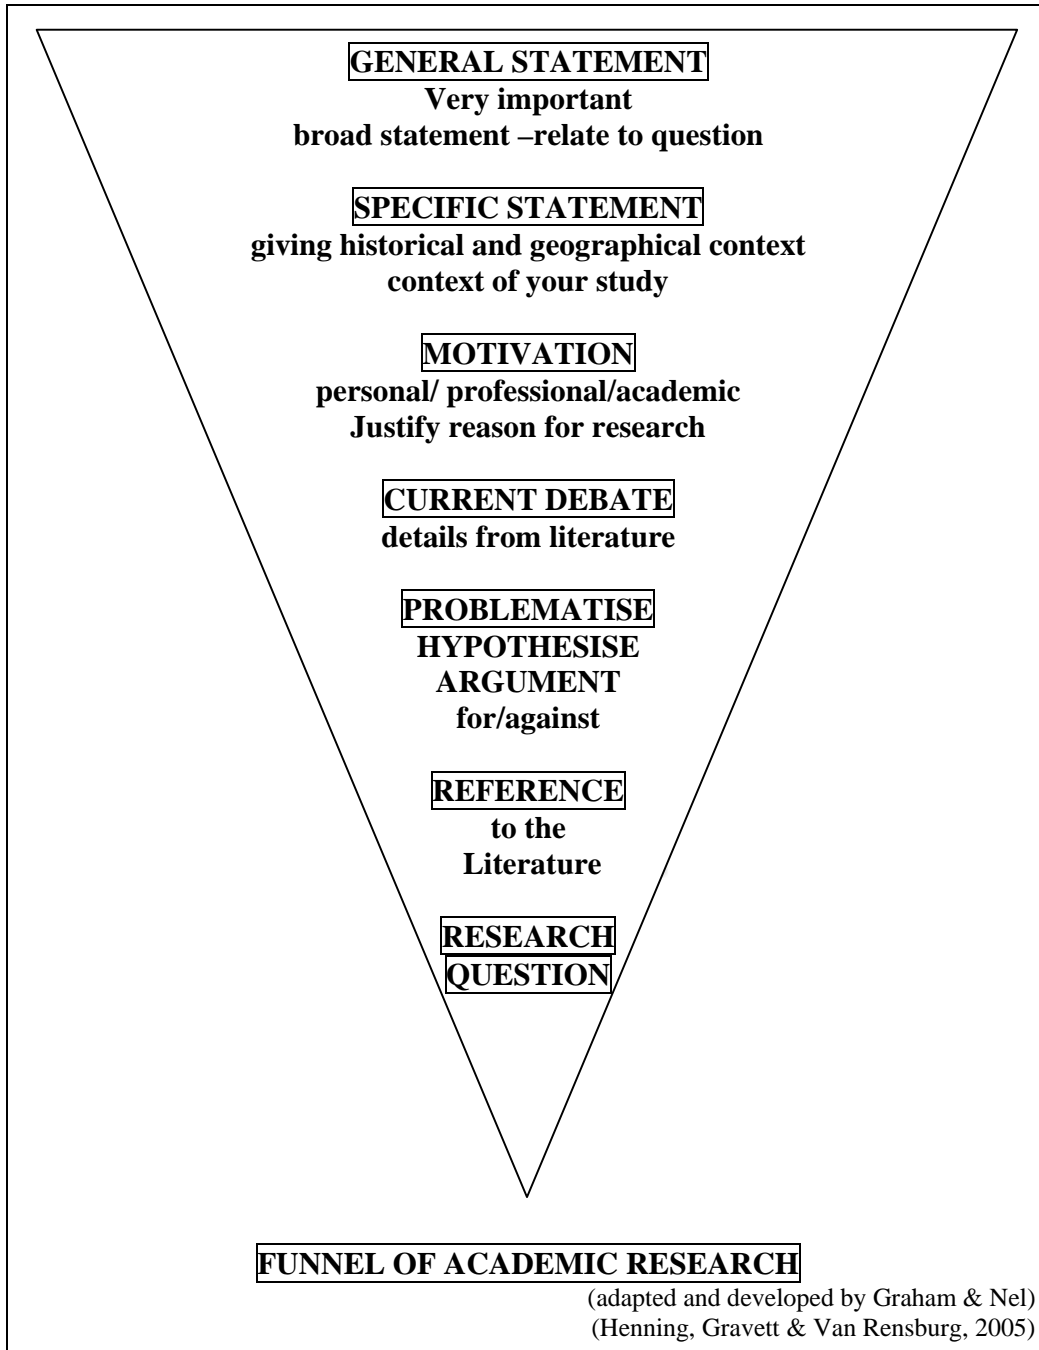 GENERAL STATEMENT
Very important
broad statement –relate to question
SPECIFIC STATEMENT
giving historical and geographical context
context of your study
MOTIVATION
personal/ professional/academic
Justify reason for research
CURRENT DEBATE
details from literature
PROBLEMATISE
HYPOTHESISE
ARGUMENT
for/against
REFERENCE
to the
Literature
RESEARCH
QUESTION
FUNNEL OF ACADEMIC RESEARCH
(adapted and developed by Graham & Nel)
(Henning, Gravett & Van Rensburg, 2005)